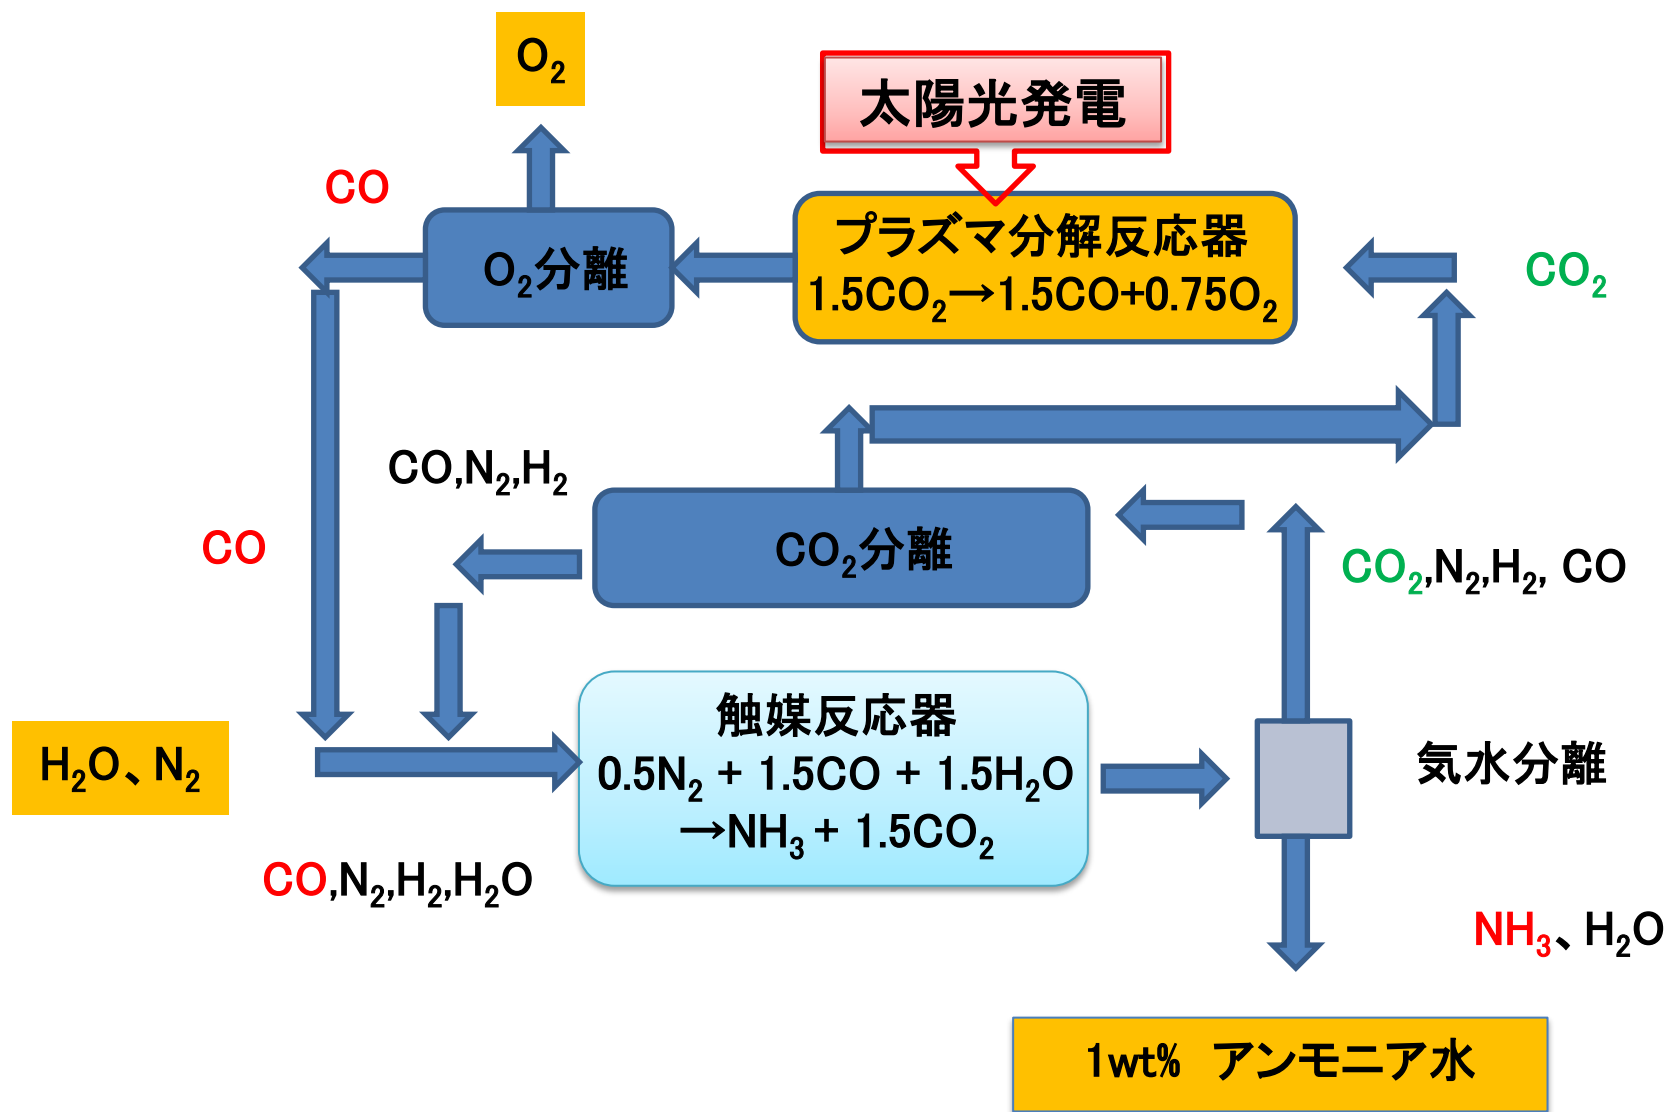 O₂
太陽光発電
CO
プラズマ分解反応器
1.5CO₂→1.5CO+0.75O₂
O₂分離
CO₂
CO,N₂,H₂
CO
CO₂分離
CO₂,N₂,H₂, CO
触媒反応器
0.5N₂ + 1.5CO + 1.5H₂O
→NH₃ + 1.5CO₂
H₂O、N₂
気水分離
CO,N₂,H₂,H₂O
NH₃、H₂O
1wt% アンモニア水